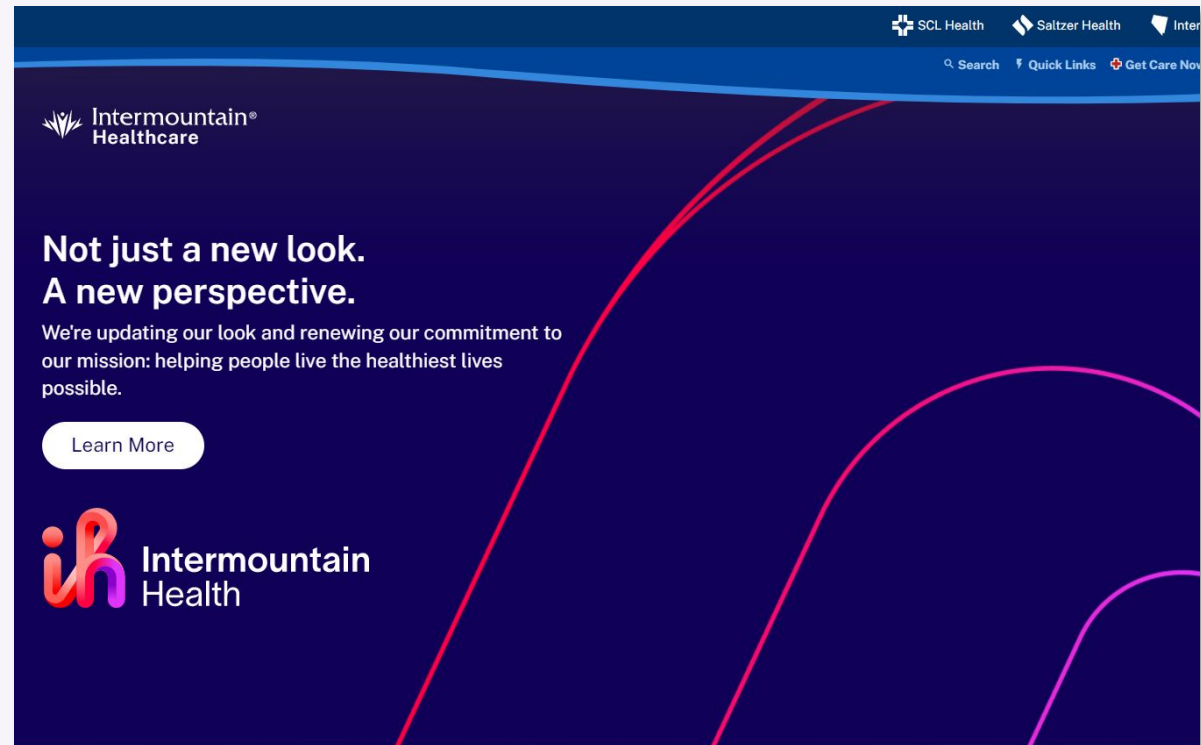 SCL Health Saltzer Health Inter
Search Quick Links Get Care Now
Intermountain®
Healthcare
Not just a new look.
A new perspective.
We're updating our look and renewing our commitment to
our mission: helping people live the healthiest lives
possible.
Learn More
ih Intermountain
Health